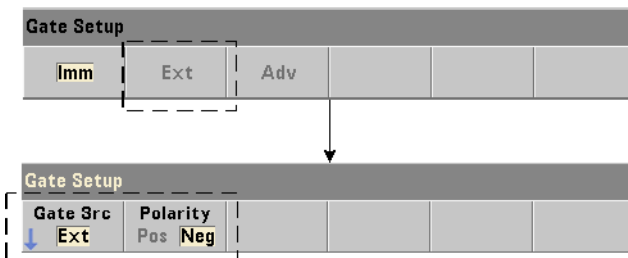 Gate Setup
Imm Ext Adv
Gate Setup
Gate Src Polarity
Ext Pos Neg